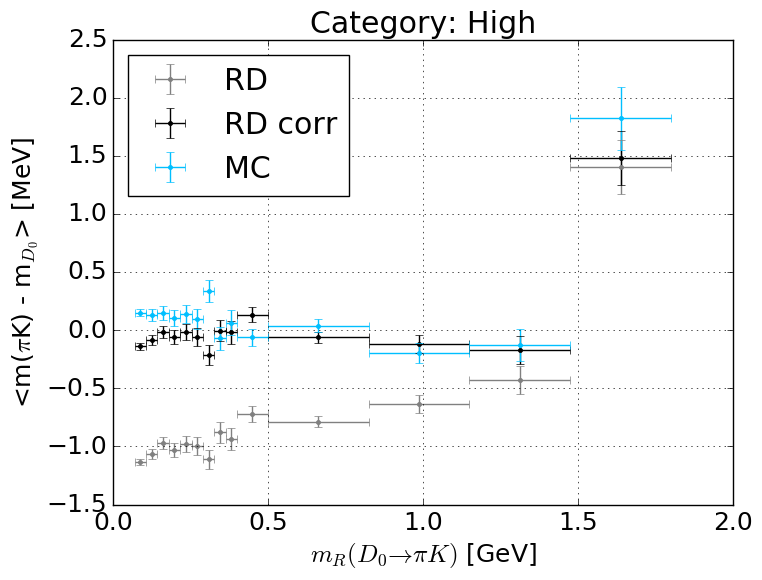 Category: High
RD
RD corr
MC
2.5
2.0
1.5
1.0
0.5
0.0
−0.5
−1.0
−1.5
0.0 0.5 1.0 1.5 2.0
<m(πK) - m_{D_0}> [MeV]
m_R(D_0→πK) [GeV]